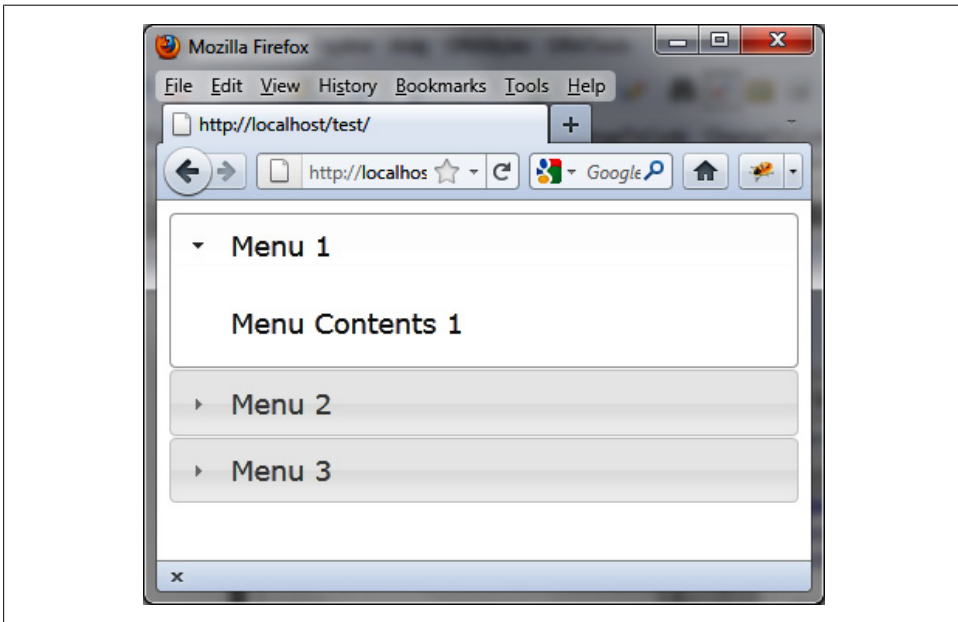 Mozilla Firefox
File Edit View History Bookmarks Tools Help
http://localhost/test/
http://localhos Google
Menu 1
Menu Contents 1
Menu 2
Menu 3